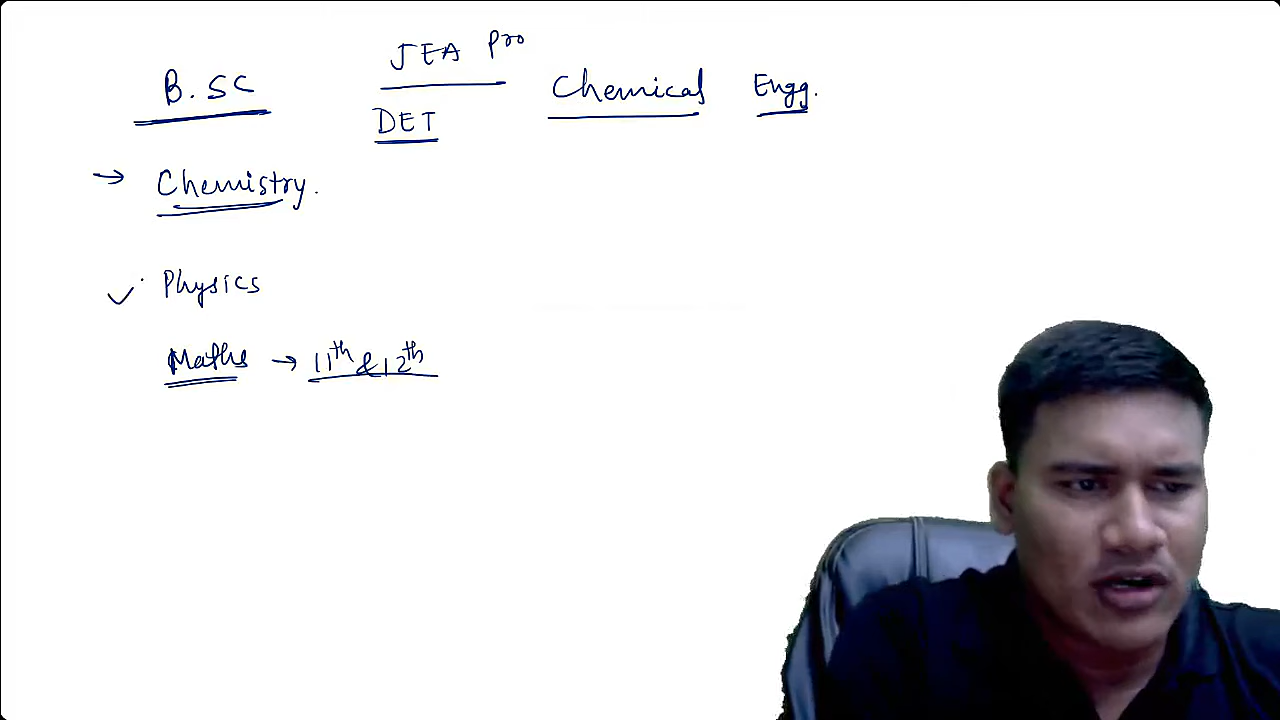 B.SC
JEA Pro
DET
Chemical Engg.
→ Chemistry.
Physics
Maths → 11th & 12th